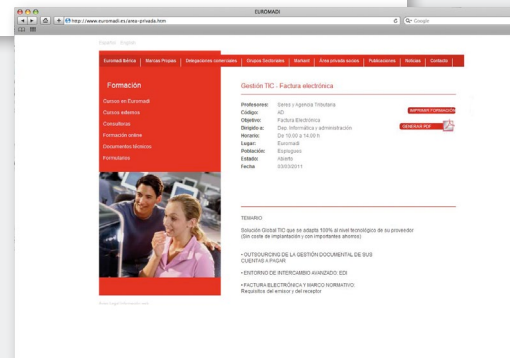 EUROMADI
http://www.euromadi.es/area-privada.htm
Google
Español English
Euromadi Ibérica | Marcas Propias | Delegaciones comerciales | Grupos Sectoriales | Markant | Área privada socios | Publicaciones | Noticias | Contacto
Formación
Cursos en Euromadi
Cursos externos
Consultoras
Formación online
Documentos técnicos
Formularios
Gestión TIC - Factura electrónica
Profesores: Seres y Agencia Tributaria
Código: AD
Objetivo: Factura Electrónica
Dirigido a: Dep. Informática y administración
Horario: De 10:00 a 14:00 h
Lugar: Euromadi
Población: Esplugues
Estado: Abierto
Fecha 03/03/2011
IMPRIMIR FORMACIÓN
GENERAR PDF
TEMARIO
Solución Global TIC que se adapta 100% al nivel tecnológico de su proveedor
(Sin coste de implantación y con importantes ahorros)
• OUTSOURCING DE LA GESTIÓN DOCUMENTAL DE SUS
CUENTAS A PAGAR
• ENTORNO DE INTERCAMBIO AVANZADO: EDI
• FACTURA ELECTRÓNICA Y MARCO NORMATIVO:
Requisitos del emisor y del receptor